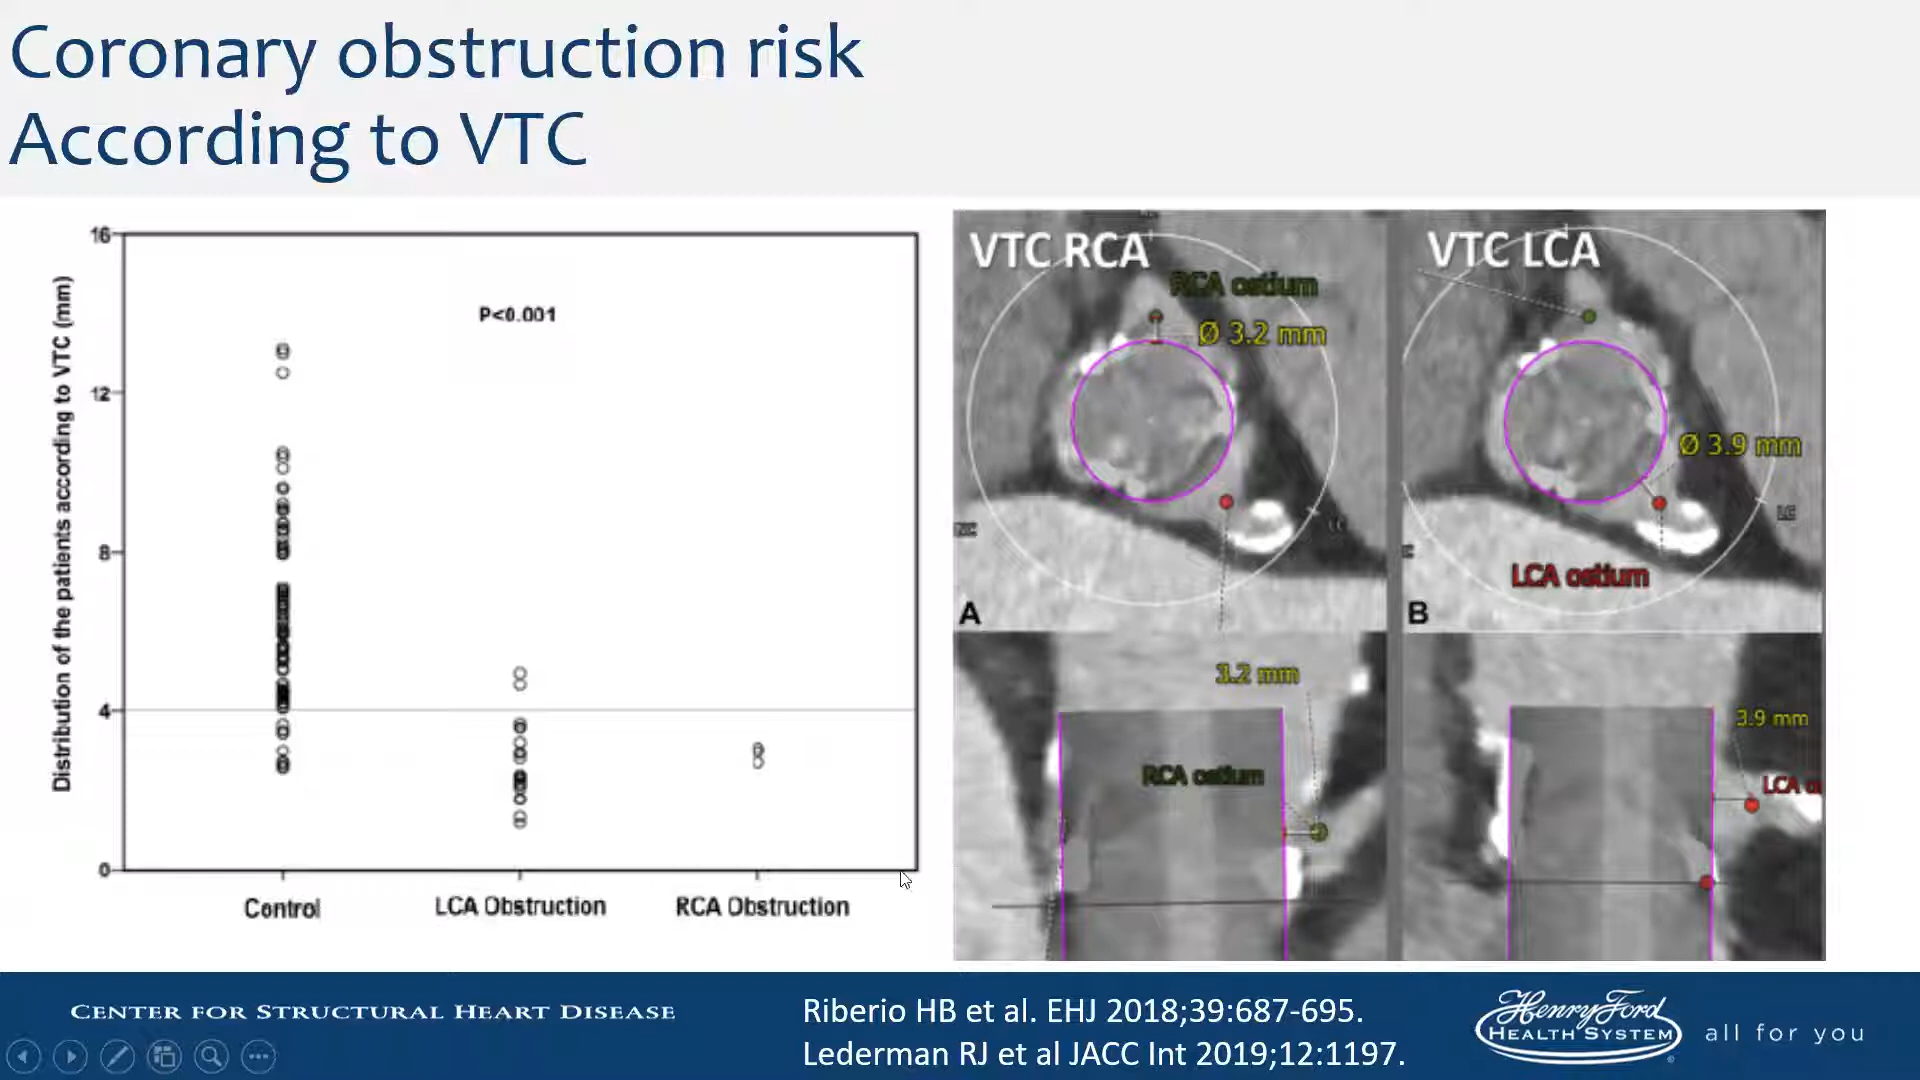 Coronary obstruction risk
According to VTC
Distribution of the patients according to VTC (mm)
16
12
8
4
0
P<0.001
Control
LCA Obstruction
RCA Obstruction
VTC RCA
RCA ostium
Ø 3.2 mm
NC
LC
A
3.2 mm
RCA ostium
VTC LCA
Ø 3.9 mm
LC
LCA ostium
B
3.9 mm
LCA o
CENTER FOR STRUCTURAL HEART DISEASE
Riberio HB et al. EHJ 2018;39:687-695.
Lederman RJ et al JACC Int 2019;12:1197.
Henry Ford
HEALTH SYSTEM
all for you